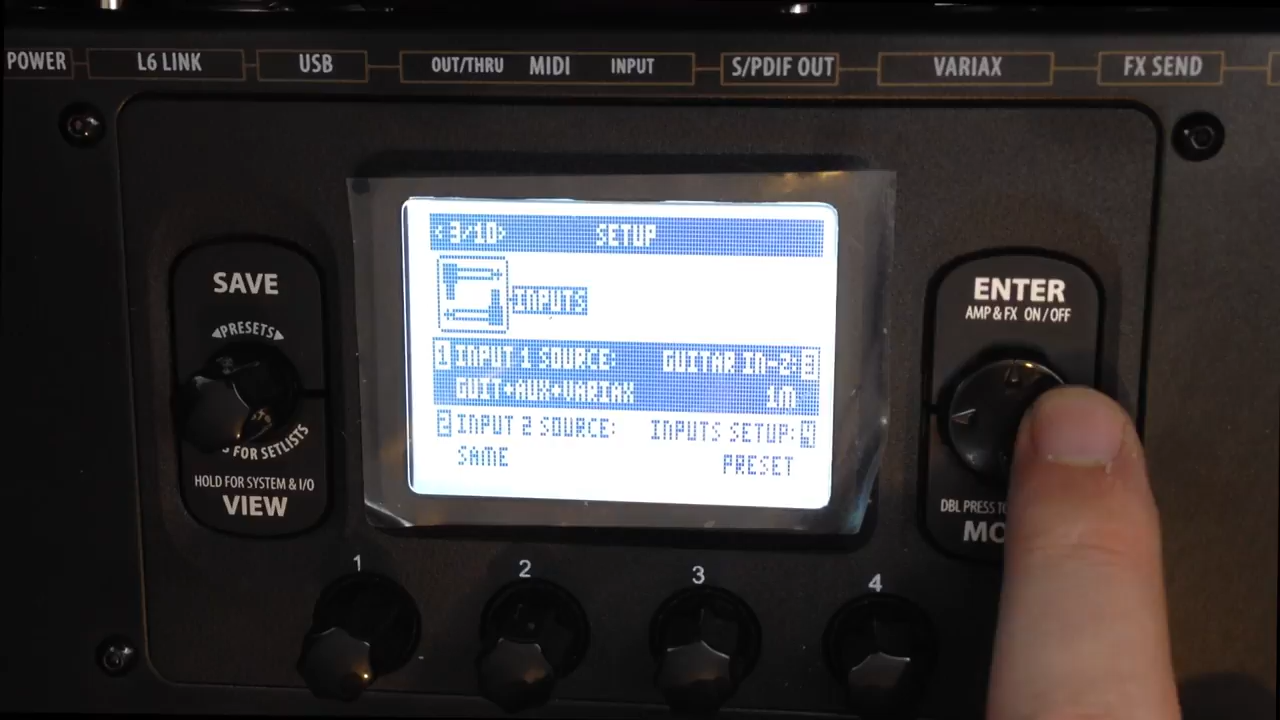 POWER L6 LINK USB OUT/THRU MIDI INPUT S/PDIF OUT VARIAX FX SEND
SAVE
PRESETS
FOR SETLISTS
HOLD FOR SYSTEM & I/O
VIEW
<3/10> SETUP
INPUTS
1 INPUT 1 SOURCE GUITAR IN-Z: 3
GUIT+AUX+VARIAX 1M
2 INPUT 2 SOURCE: INPUTS SETUP:
SAME PRESET
ENTER
AMP & FX ON/OFF
DBL PRESS
1 2 3 4